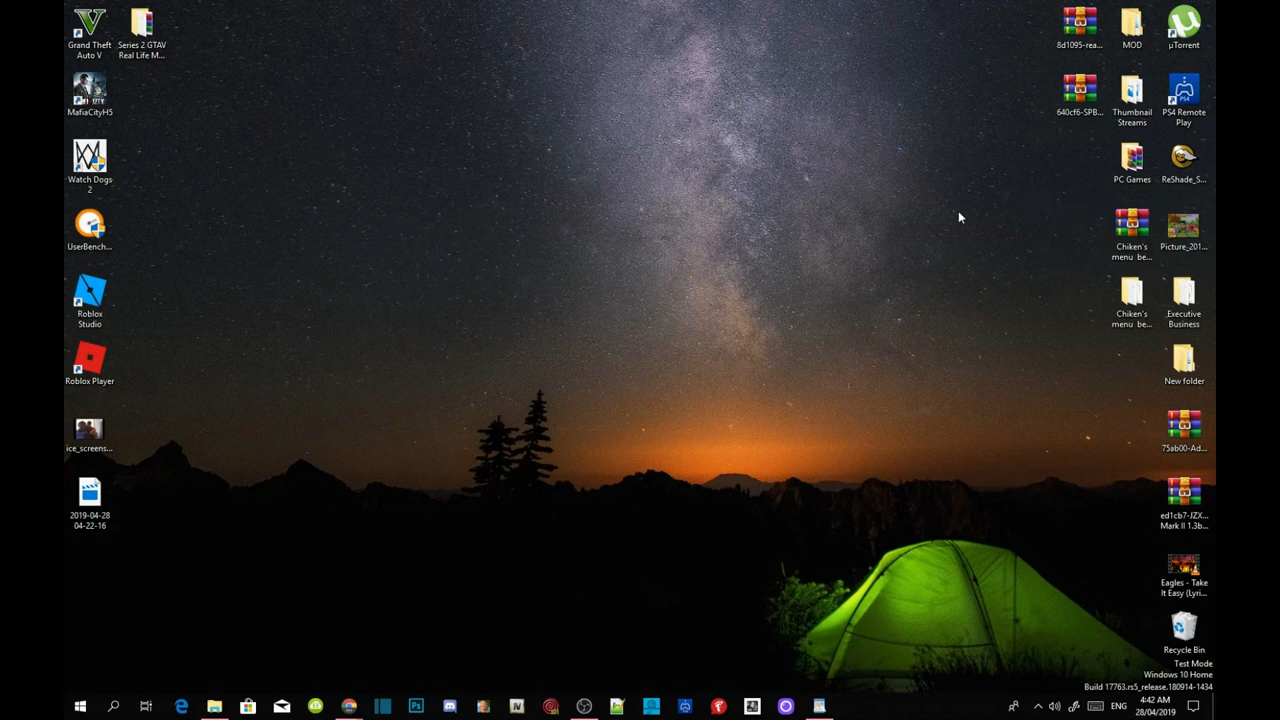 Grand Theft
Auto V
Series 2 GTAV
Real Life M...
MafiaCityH5
Watch Dogs
2
UserBench...
Roblox
Studio
Roblox Player
ice_screens...
2019-04-28
04-22-16
8d1095-rea...
MOD
µTorrent
640cf6-SPB...
Thumbnail
Streams
PS4 Remote
Play
PC Games
ReShade_S...
Chiken's
menu be...
Picture_201...
Chiken's
menu be...
Executive
Business
New folder
75ab00-Ad...
ed1cb7-JZX...
Mark II 1.3b...
Eagles - Take
It Easy (Lyri...
Recycle Bin
Test Mode
Windows 10 Home
Build 17763.rs5_release.180914-1434
Ps
IV
ENG
4:42 AM
28/04/2019